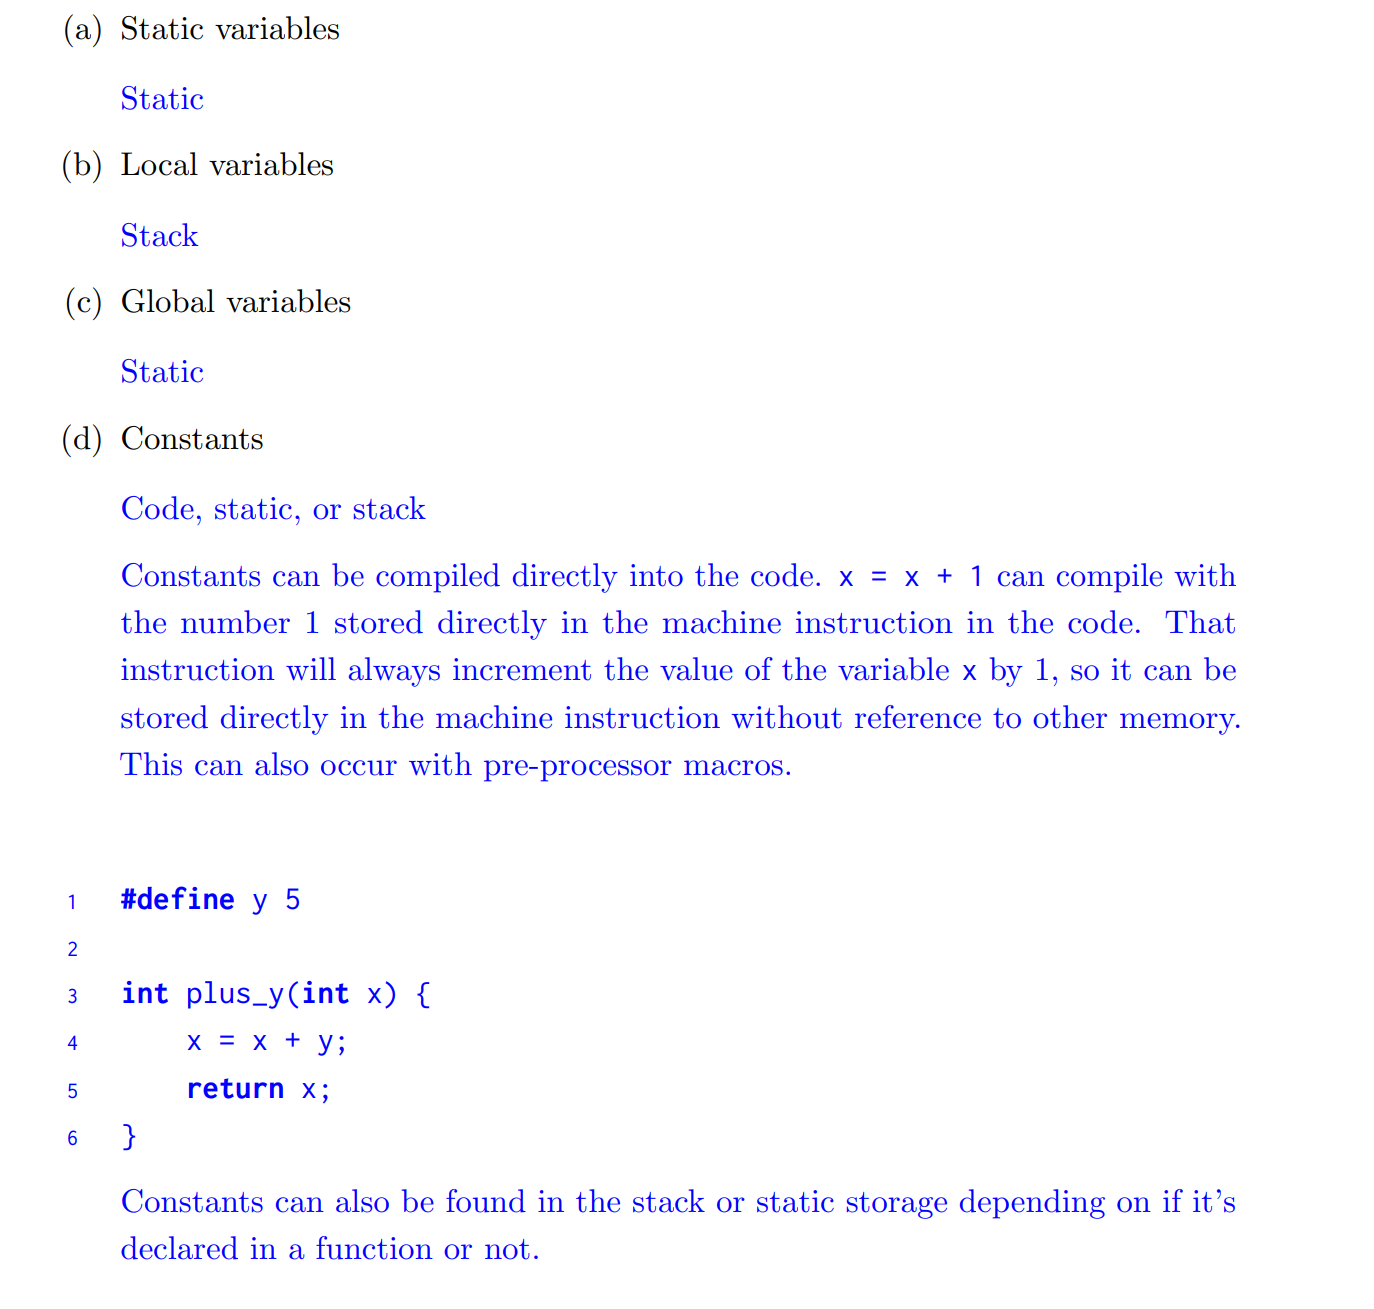 (a) Static variables
Static
(b) Local variables
Stack
(c) Global variables
Static
(d) Constants
Code, static, or stack
Constants can be compiled directly into the code. x = x + 1 can compile with
the number 1 stored directly in the machine instruction in the code. That
instruction will always increment the value of the variable x by 1, so it can be
stored directly in the machine instruction without reference to other memory.
This can also occur with pre-processor macros.
1 #define y 5
2
3 int plus_y(int x) {
4     x = x + y;
5     return x;
6 }
Constants can also be found in the stack or static storage depending on if it’s
declared in a function or not.